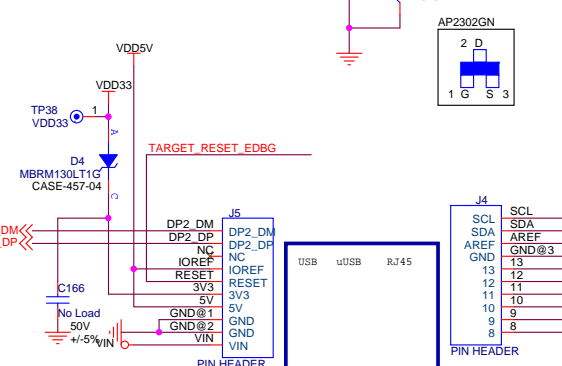 AP2302GN
2 D
1 G S 3
VDD5V
VDD33
TP38
1
VDD33
A
TARGET_RESET_EDBG
D4
MBRM130LT1G
CASE-457-04
C
J5
J4
DM
DP
DP2_DM
DP2_DM
DP2_DP
DP2_DP
NC
NC
IOREF
IOREF
RESET
RESET
3V3
3V3
5V
5V
GND@1
GND
GND@2
GND
VIN
VIN
VIN
PIN HEADER
C166
No Load
50V
+/-5%
USB uUSB RJ45
SCL
SCL
SDA
SDA
AREF
AREF
GND
GND@3
13
13
12
12
11
11
10
10
9
9
8
8
PIN HEADER